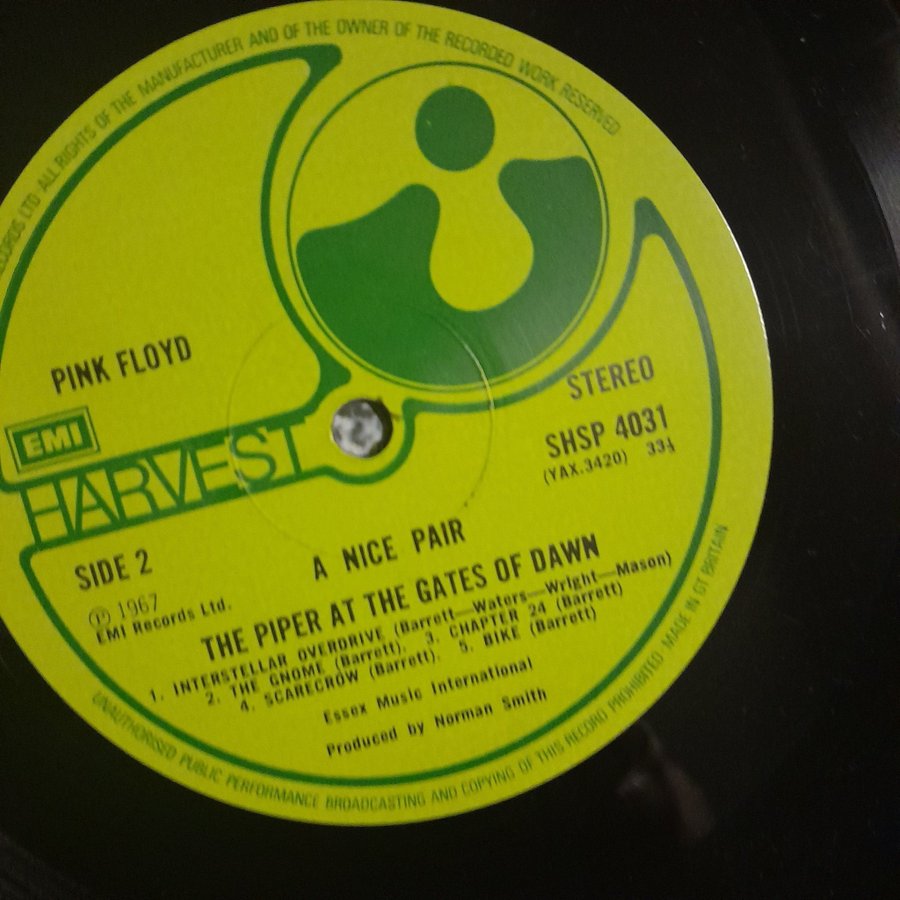 RECORDS LTD ALL RIGHTS OF THE MANUFACTURER AND OF THE OWNER OF THE RECORDED WORK RESERVED
PINK FLOYD
STEREO
EMI
HARVEST
SHSP 4031
(YAX.3420) 33⅓
SIDE 2
A NICE PAIR
Ⓟ 1967
EMI Records Ltd.
THE PIPER AT THE GATES OF DAWN
1. INTERSTELLAR OVERDRIVE (Barrett—Waters—Wright—Mason)
2. THE GNOME (Barrett). 3. CHAPTER 24 (Barrett)
4. SCARECROW (Barrett). 5. BIKE (Barrett)
Essex Music International
Produced by Norman Smith
UNAUTHORISED PUBLIC PERFORMANCE BROADCASTING AND COPYING OF THIS RECORD PROHIBITED MADE IN GT BRITAIN